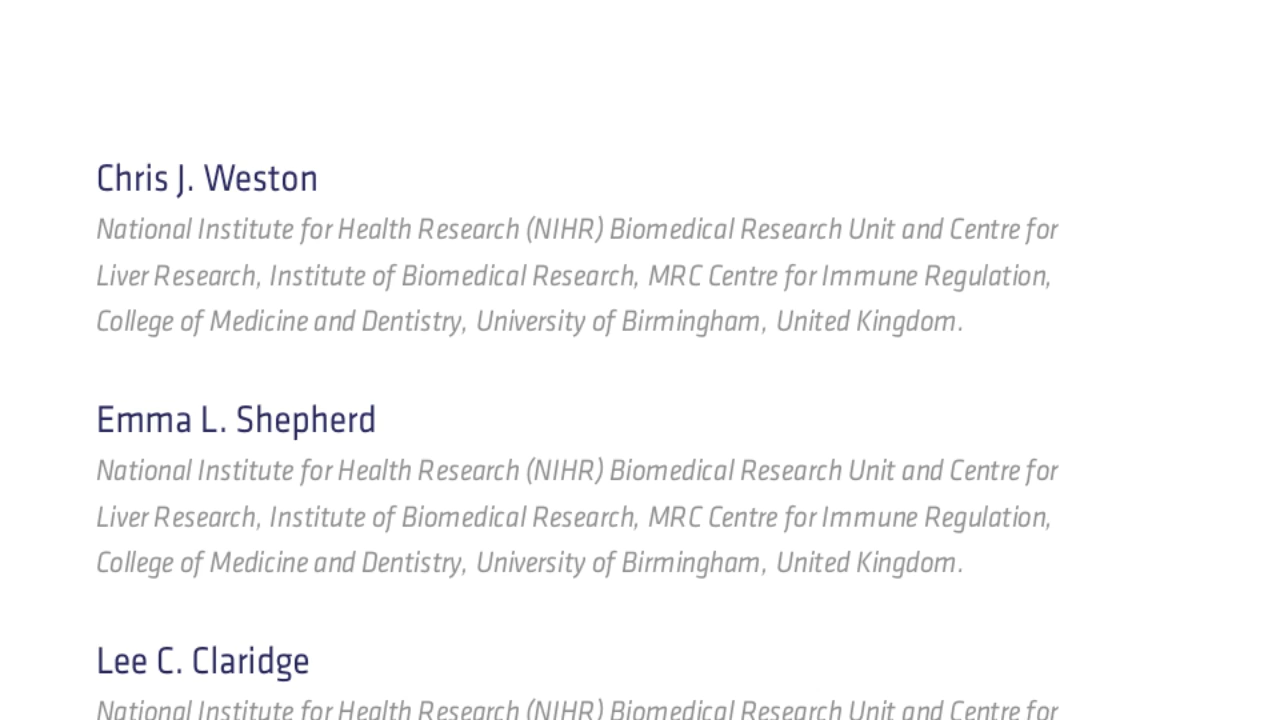 Chris J. Weston
National Institute for Health Research (NIHR) Biomedical Research Unit and Centre for
Liver Research, Institute of Biomedical Research, MRC Centre for Immune Regulation,
College of Medicine and Dentistry, University of Birmingham, United Kingdom.
Emma L. Shepherd
National Institute for Health Research (NIHR) Biomedical Research Unit and Centre for
Liver Research, Institute of Biomedical Research, MRC Centre for Immune Regulation,
College of Medicine and Dentistry, University of Birmingham, United Kingdom.
Lee C. Claridge
National Institute for Health Research (NIHR) Biomedical Research Unit and Centre for